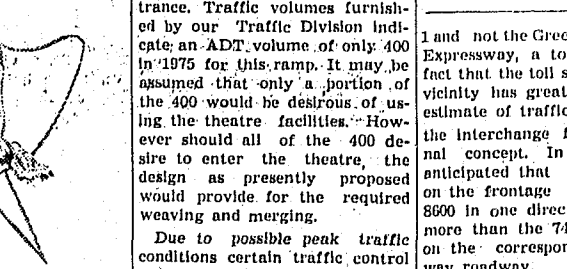 trance. Traffic volumes furnish-
ed by our Traffic Division indi-
cate; an ADT volume of only 400
in 1975 for this ramp. It may be
assumed that only a portion of
the 400 would be desirous of us-
ing the theatre facilities. How-
ever should all of the 400 de-
sire to enter the theatre, the
design as presently proposed
would provide for the required
weaving and merging.
Due to possible peak traffic
conditions certain traffic control
1 and not the Gree
Expressway, a to
fact that the toll s
vicinity has great
estimate of traffic
the interchange f
nal concept. In
anticipated that
on the frontage
8600 in one direc
more than the 74
on the correspon
way roadway.